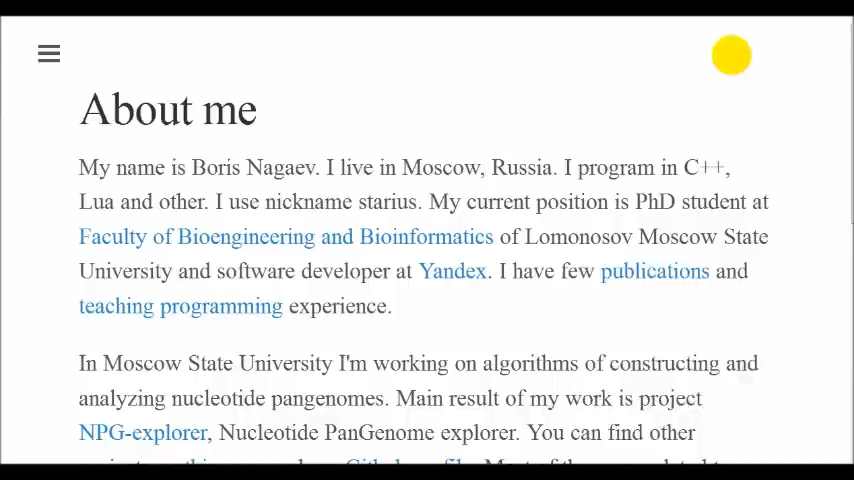 About me
My name is Boris Nagaev. I live in Moscow, Russia. I program in C++,
Lua and other. I use nickname starius. My current position is PhD student at
Faculty of Bioengineering and Bioinformatics of Lomonosov Moscow State
University and software developer at Yandex. I have few publications and
teaching programming experience.
In Moscow State University I'm working on algorithms of constructing and
analyzing nucleotide pangenomes. Main result of my work is project
NPG-explorer, Nucleotide PanGenome explorer. You can find other